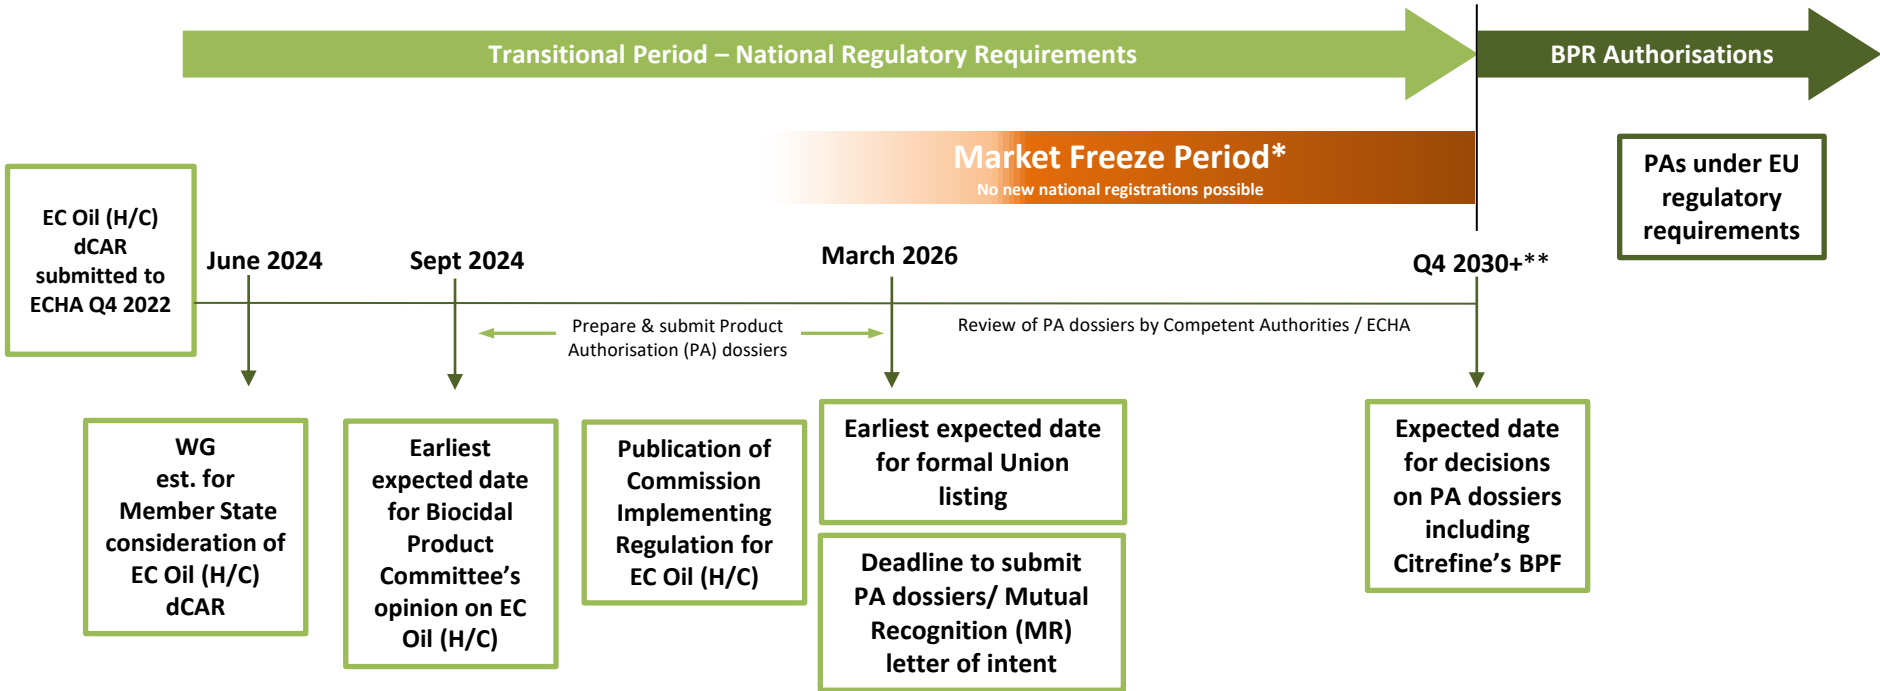 Transitional Period – National Regulatory Requirements
BPR Authorisations
Market Freeze Period*
No new national registrations possible
PAs under EU
regulatory
requirements
EC Oil (H/C)
dCAR
submitted to
ECHA Q4 2022
June 2024
Sept 2024
March 2026
Q4 2030+**
Prepare & submit Product
Authorisation (PA) dossiers
Review of PA dossiers by Competent Authorities / ECHA
WG
est. for
Member State
consideration of
EC Oil (H/C)
dCAR
Earliest
expected date
for Biocidal
Product
Committee’s
opinion on EC
Oil (H/C)
Publication of
Commission
Implementing
Regulation for
EC Oil (H/C)
Earliest expected date
for formal Union
listing
Deadline to submit
PA dossiers/ Mutual
Recognition (MR)
letter of intent
Expected date
for decisions
on PA dossiers
including
Citrefine’s BPF